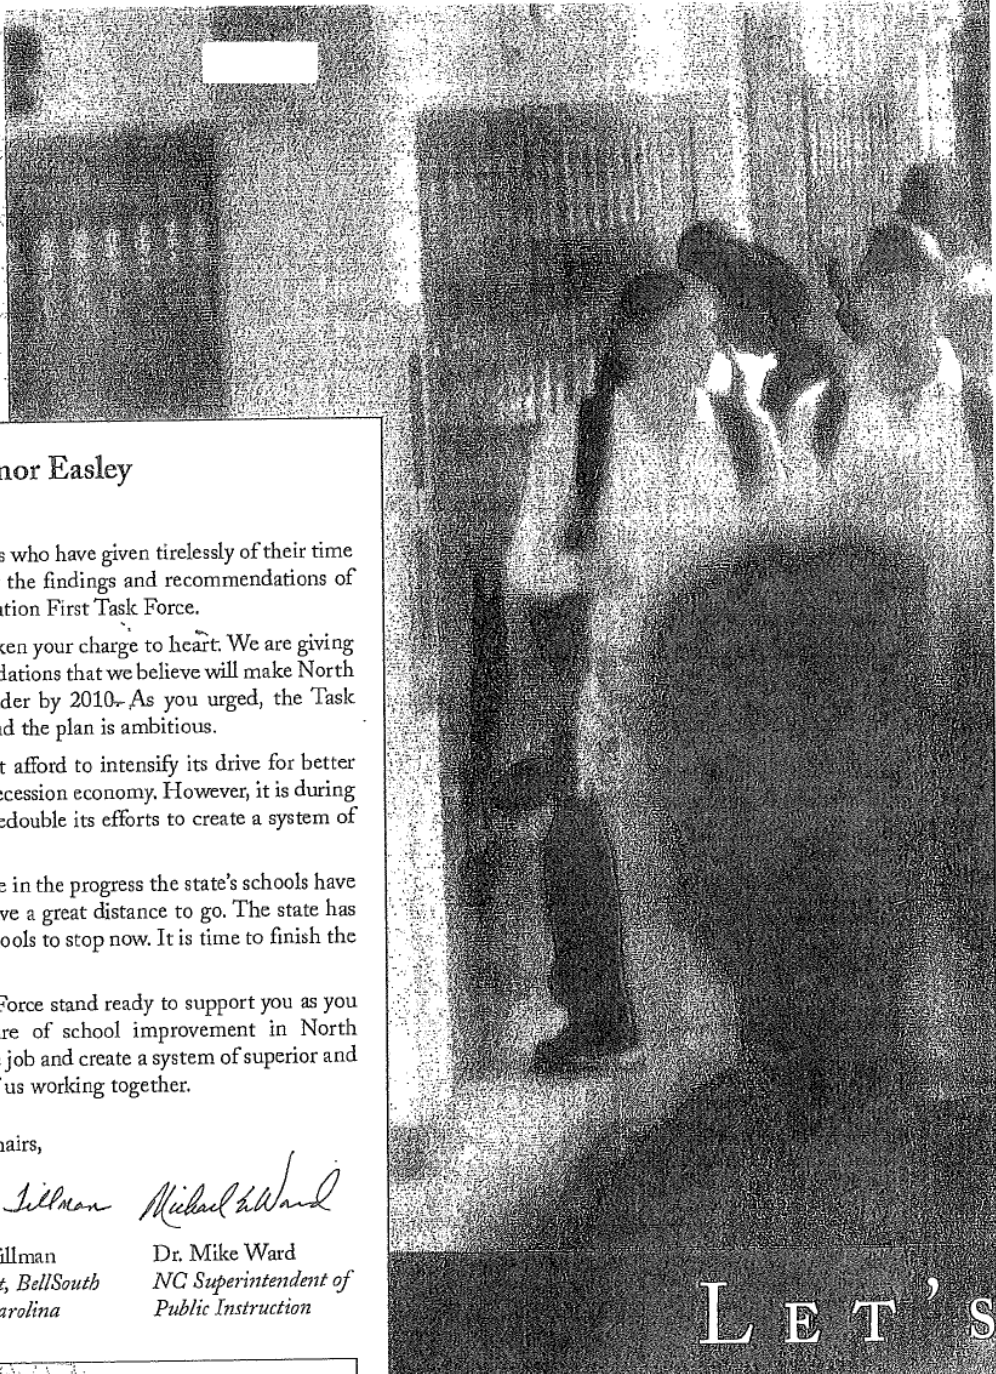 nor Easley
s who have given tirelessly of their time
the findings and recommendations of
ation First Task Force.
ken your charge to heart. We are giving
dations that we believe will make North
der by 2010. As you urged, the Task
d the plan is ambitious.
t afford to intensify its drive for better
ecession economy. However, it is during
edouble its efforts to create a system of
e in the progress the state's schools have
ve a great distance to go. The state has
ools to stop now. It is time to finish the
Force stand ready to support you as you
re of school improvement in North
job and create a system of superior and
us working together.
hairs,
Tillman Michael E Ward
illman Dr. Mike Ward
t, BellSouth NC Superintendent of
arolina Public Instruction
LET'S